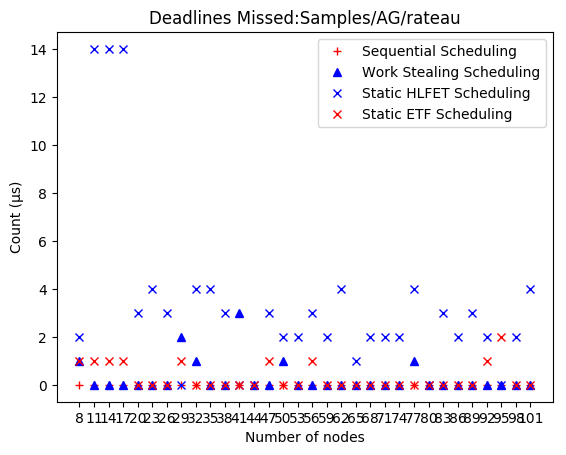 Deadlines Missed:Samples/AG/rateau
Sequential Scheduling
Work Stealing Scheduling
Static HLFET Scheduling
Static ETF Scheduling
Count (μs)
14
12
10
8
6
4
2
0
8 11 14 17 20 23 26 29 32 35 38 41 44 47 50 53 56 59 62 65 68 71 74 77 80 83 86 89 92 95 98 101
Number of nodes